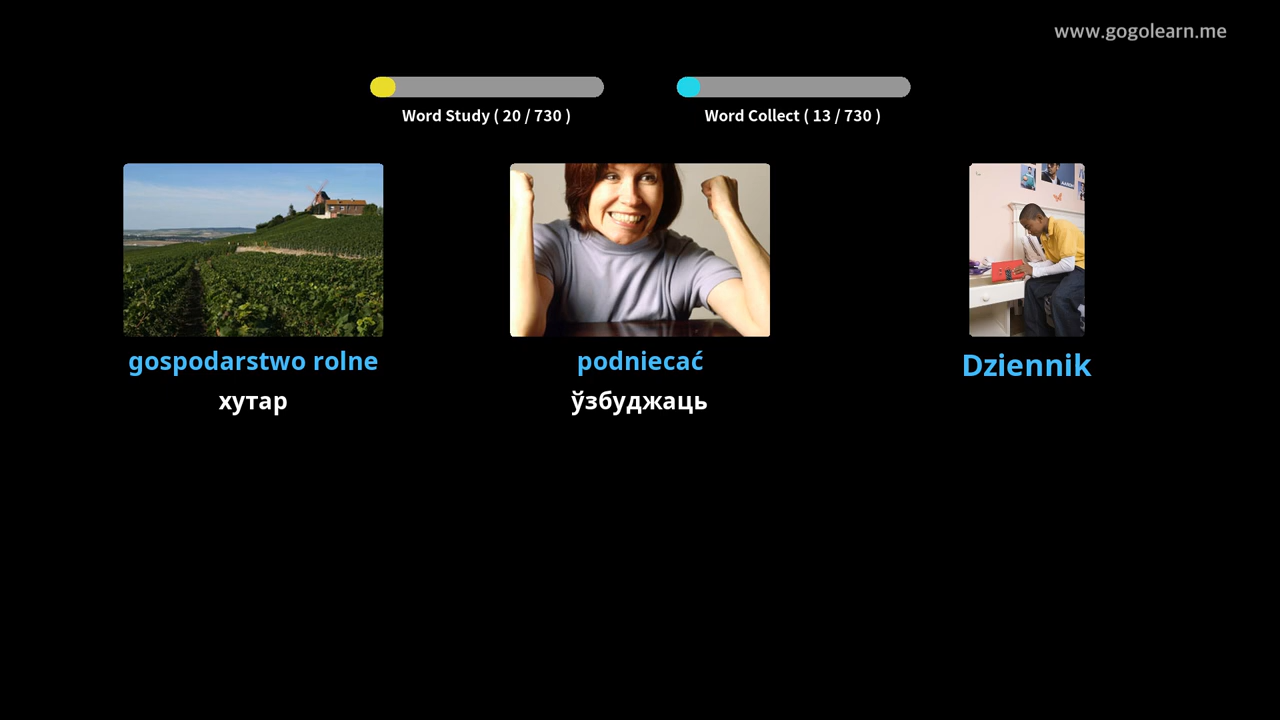 www.gogolearn.me
Word Study ( 20 / 730 )
Word Collect ( 13 / 730 )
gospodarstwo rolne
podniecać
Dziennik
хутар
ўзбуджаць